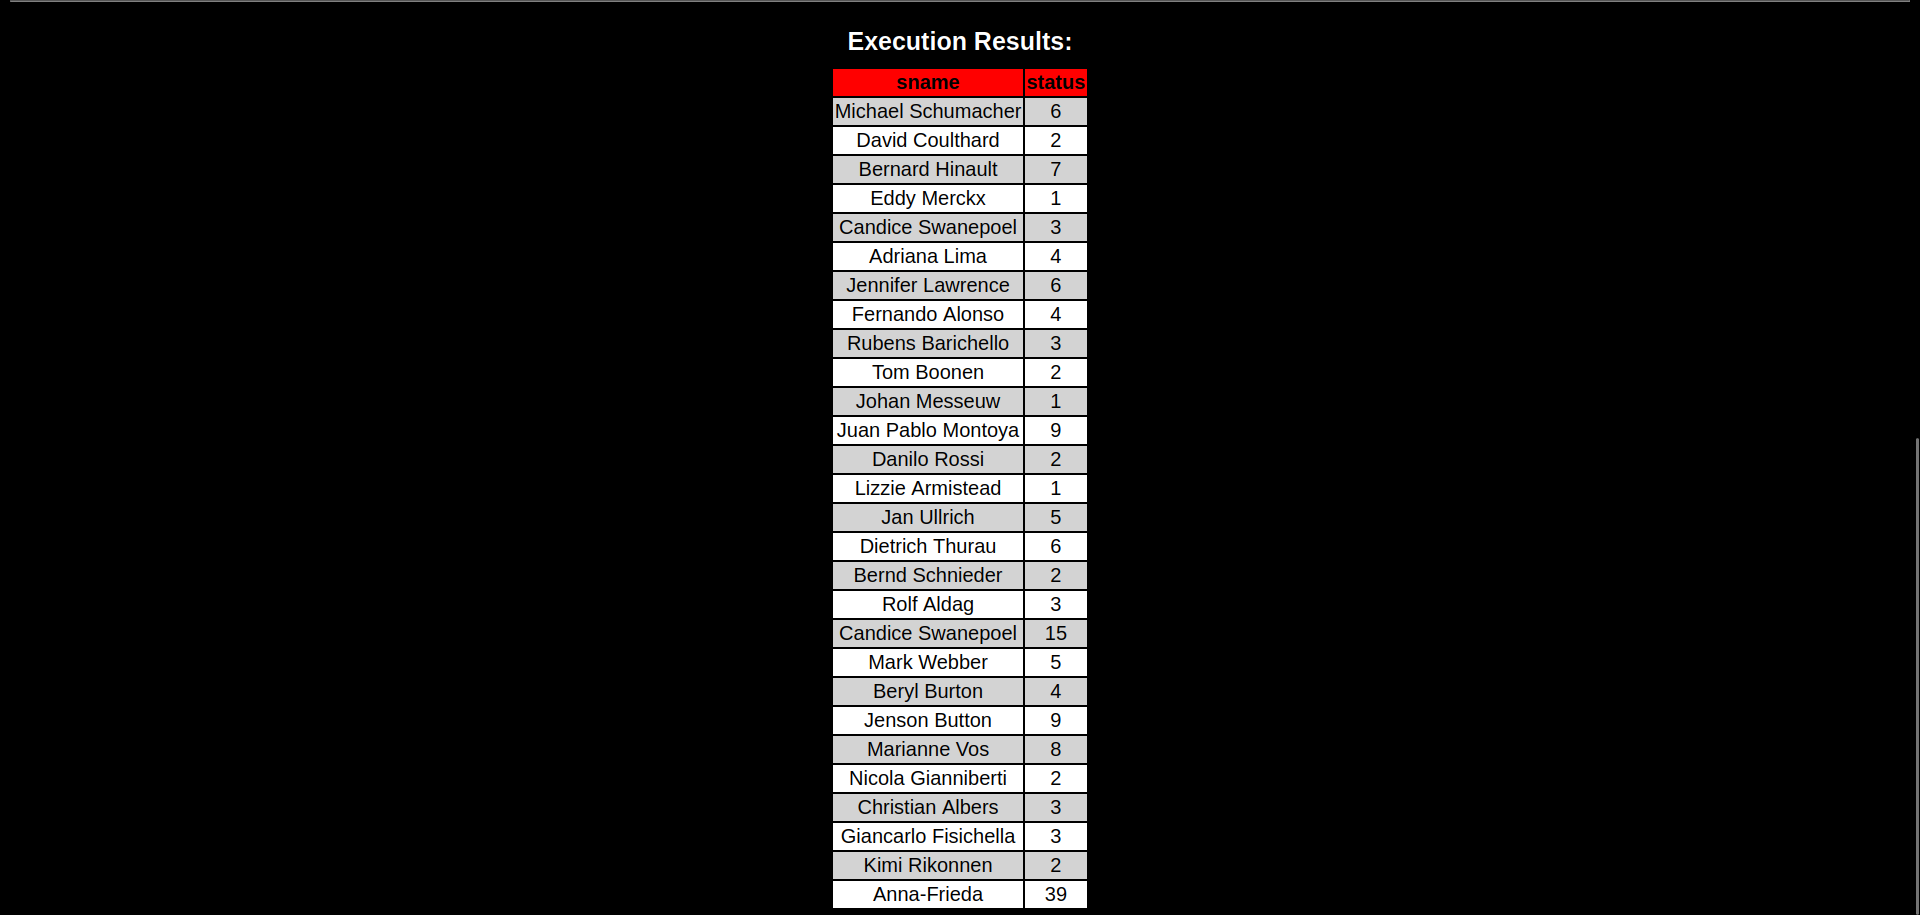 Execution Results:
sname status
Michael Schumacher 6
David Coulthard 2
Bernard Hinault 7
Eddy Merckx 1
Candice Swanepoel 3
Adriana Lima 4
Jennifer Lawrence 6
Fernando Alonso 4
Rubens Barichello 3
Tom Boonen 2
Johan Messeuw 1
Juan Pablo Montoya 9
Danilo Rossi 2
Lizzie Armistead 1
Jan Ullrich 5
Dietrich Thurau 6
Bernd Schnieder 2
Rolf Aldag 3
Candice Swanepoel 15
Mark Webber 5
Beryl Burton 4
Jenson Button 9
Marianne Vos 8
Nicola Gianniberti 2
Christian Albers 3
Giancarlo Fisichella 3
Kimi Rikonnen 2
Anna-Frieda 39